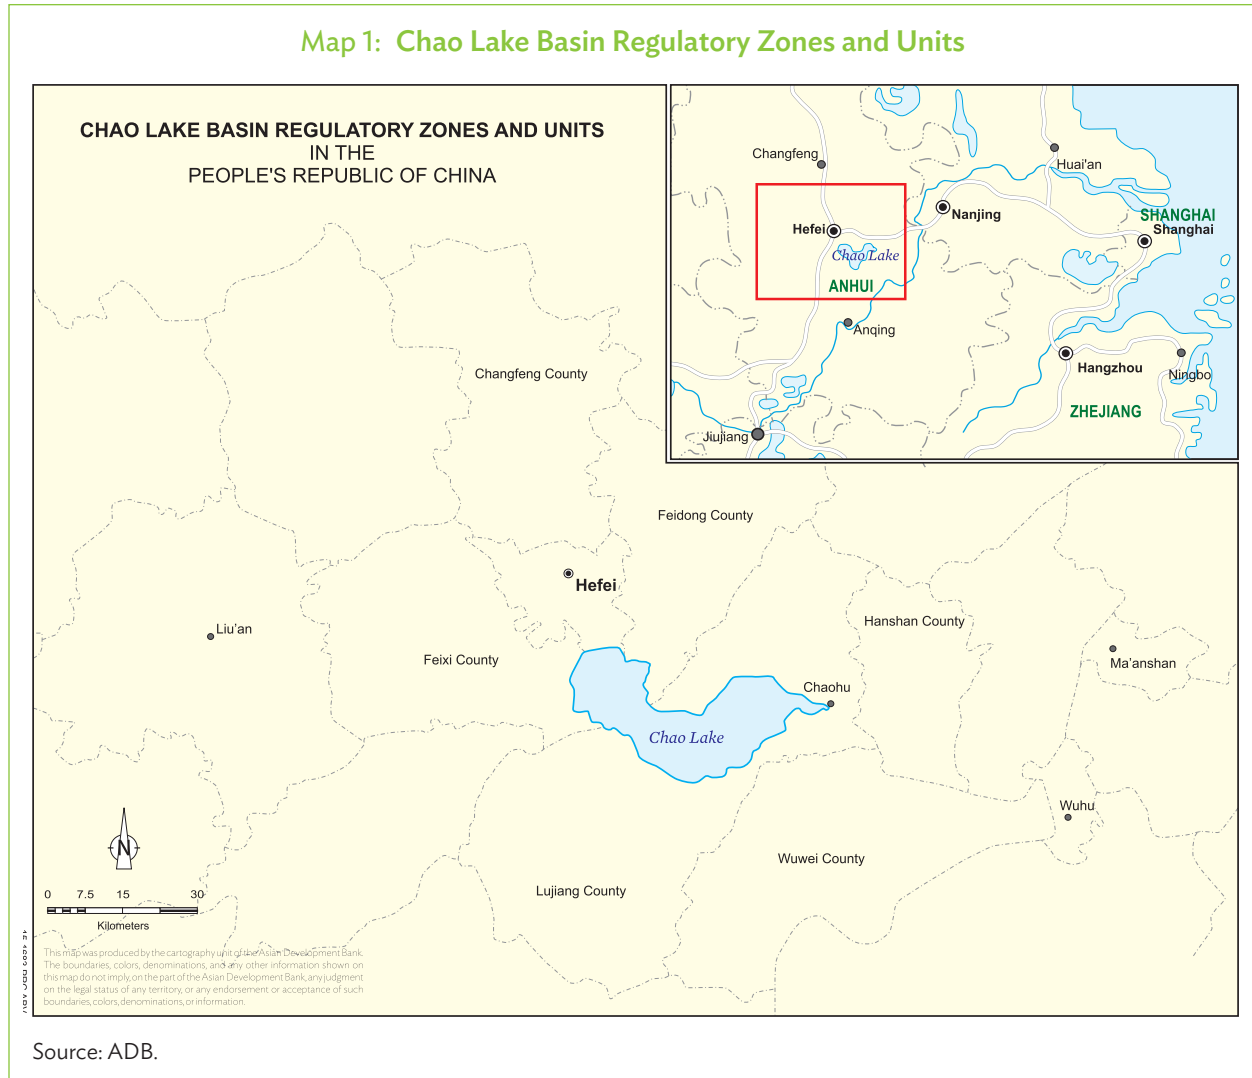 Map 1: Chao Lake Basin Regulatory Zones and Units
CHAO LAKE BASIN REGULATORY ZONES AND UNITS
IN THE
PEOPLE'S REPUBLIC OF CHINA
Changfeng
Huai'an
Hefei
Nanjing
SHANGHAI
Shanghai
Chao Lake
ANHUI
Anqing
Hangzhou
Ningbo
ZHEJIANG
Jiujiang
Changfeng County
Feidong County
Hefei
Liu'an
Hanshan County
Feixi County
Ma'anshan
Chaohu
Chao Lake
Wuhu
Wuwei County
Lujiang County
N
0 7.5 15 30
Kilometers
This map was produced by the cartography unit of the Asian Development Bank.
The boundaries, colors, denominations, and any other information shown on
this map do not imply, on the part of the Asian Development Bank, any judgment
on the legal status of any territory, or any endorsement or acceptance of such
boundaries, colors, denominations, or information.
Source: ADB.